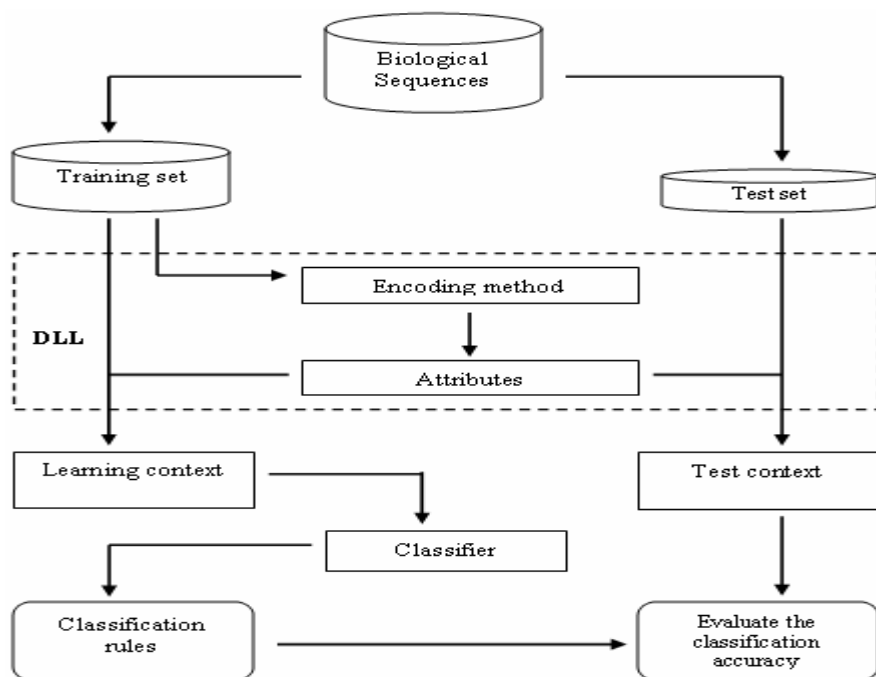 Biological
Sequences
Training set
Test set
Encoding method
DLL
Attributes
Learning context
Test context
Classifier
Classification
rules
Evaluate the
classification
accuracy